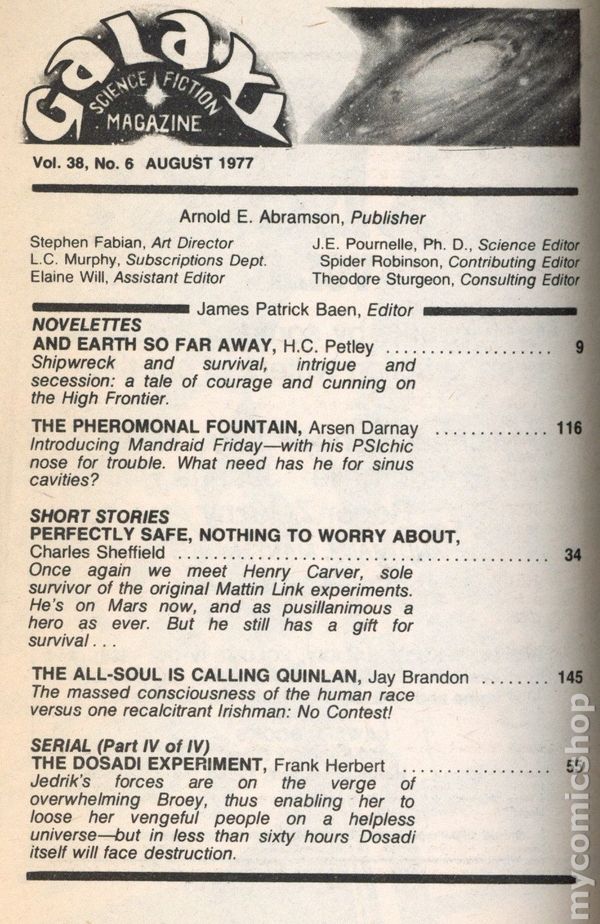 Galaxy
SCIENCE FICTION
MAGAZINE
Vol. 38, No. 6 AUGUST 1977
Arnold E. Abramson, Publisher
Stephen Fabian, Art Director
L.C. Murphy, Subscriptions Dept.
Elaine Will, Assistant Editor
J.E. Pournelle, Ph. D., Science Editor
Spider Robinson, Contributing Editor
Theodore Sturgeon, Consulting Editor
James Patrick Baen, Editor
NOVELETTES
AND EARTH SO FAR AWAY, H.C. Petley .................... 9
Shipwreck and survival, intrigue and
secession: a tale of courage and cunning on
the High Frontier.
THE PHEROMONAL FOUNTAIN, Arsen Darnay ............. 116
Introducing Mandraid Friday—with his PSIchic
nose for trouble. What need has he for sinus
cavities?
SHORT STORIES
PERFECTLY SAFE, NOTHING TO WORRY ABOUT,
Charles Sheffield ............................................. 34
Once again we meet Henry Carver, sole
survivor of the original Mattin Link experiments.
He's on Mars now, and as pusillanimous a
hero as ever. But he still has a gift for
survival . . .
THE ALL-SOUL IS CALLING QUINLAN, Jay Brandon ........ 145
The massed consciousness of the human race
versus one recalcitrant Irishman: No Contest!
SERIAL (Part IV of IV)
THE DOSADI EXPERIMENT, Frank Herbert .................. 55
Jedrik's forces are on the verge of
overwhelming Broey, thus enabling her to
loose her vengeful people on a helpless
universe—but in less than sixty hours Dosadi
itself will face destruction.
mycomicshop